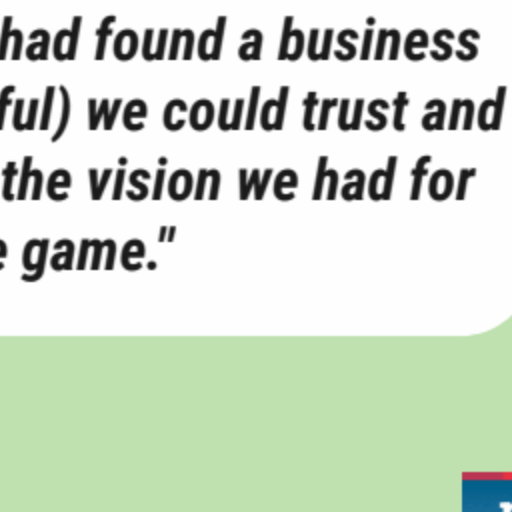 had found a business
ful) we could trust and
the vision we had for
game."